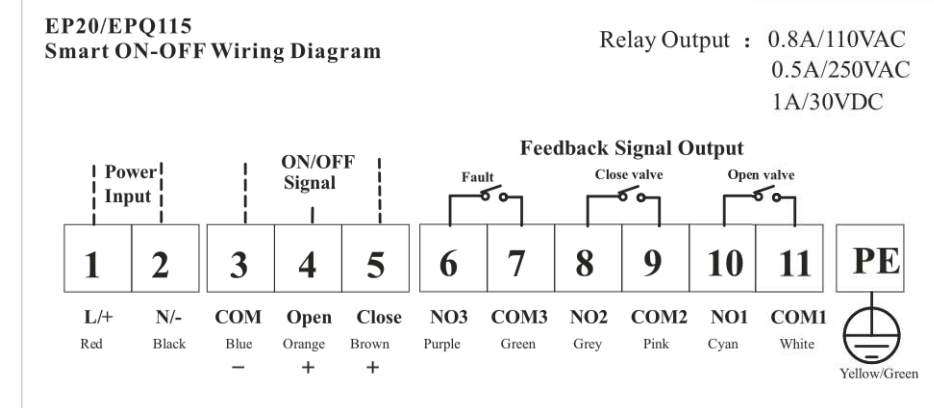 EP20/EPQ115
Smart ON-OFF Wiring Diagram
Relay Output : 0.8A/110VAC
0.5A/250VAC
1A/30VDC
Feedback Signal Output
Power Input
ON/OFF Signal
Fault
Close valve
Open valve
1 2 3 4 5 6 7 8 9 10 11 PE
L/+ N/- COM Open Close NO3 COM3 NO2 COM2 NO1 COM1
Red Black Blue Orange Brown Purple Green Grey Pink Cyan White
− + +
Yellow/Green